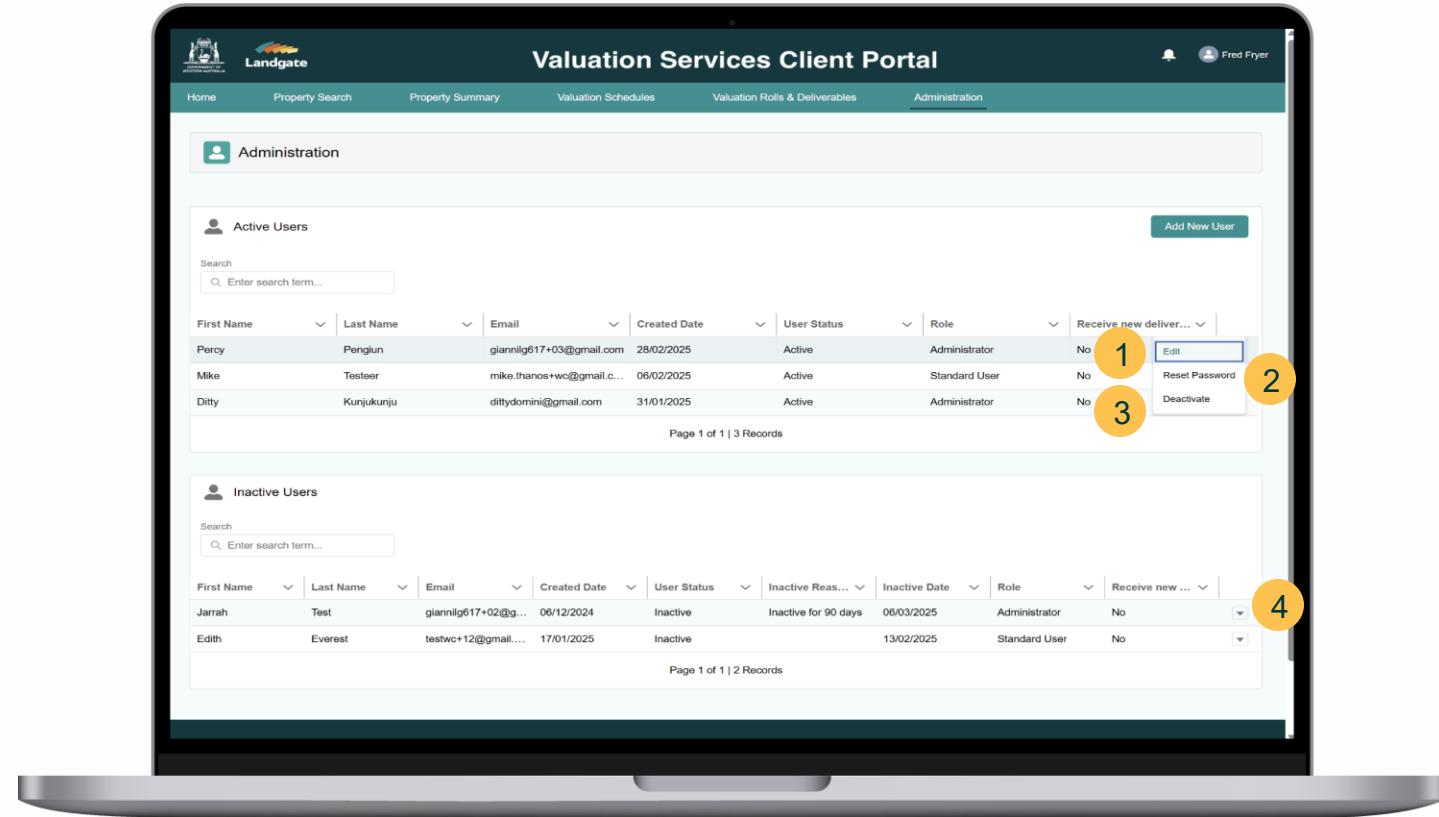 GOVERNMENT OF
WESTERN AUSTRALIA
Landgate
Valuation Services Client Portal
Fred Fryer
Home Property Search Property Summary Valuation Schedules Valuation Rolls & Deliverables Administration
Administration
Active Users
Add New User
Search
Enter search term...
First Name Last Name Email Created Date User Status Role Receive new deliver...
Percy Pengiun giannilg617+03@gmail.com 28/02/2025 Active Administrator No 1 Edit
Mike Testeer mike.thanos+wc@gmail.c... 06/02/2025 Active Standard User No Reset Password 2
Ditty Kunjukunju dittydomini@gmail.com 31/01/2025 Active Administrator No 3 Deactivate
Page 1 of 1 | 3 Records
Inactive Users
Search
Enter search term...
First Name Last Name Email Created Date User Status Inactive Reas... Inactive Date Role Receive new ...
Jarrah Test giannilg617+02@g... 06/12/2024 Inactive Inactive for 90 days 06/03/2025 Administrator No 4
Edith Everest testwc+12@gmail.... 17/01/2025 Inactive 13/02/2025 Standard User No
Page 1 of 1 | 2 Records